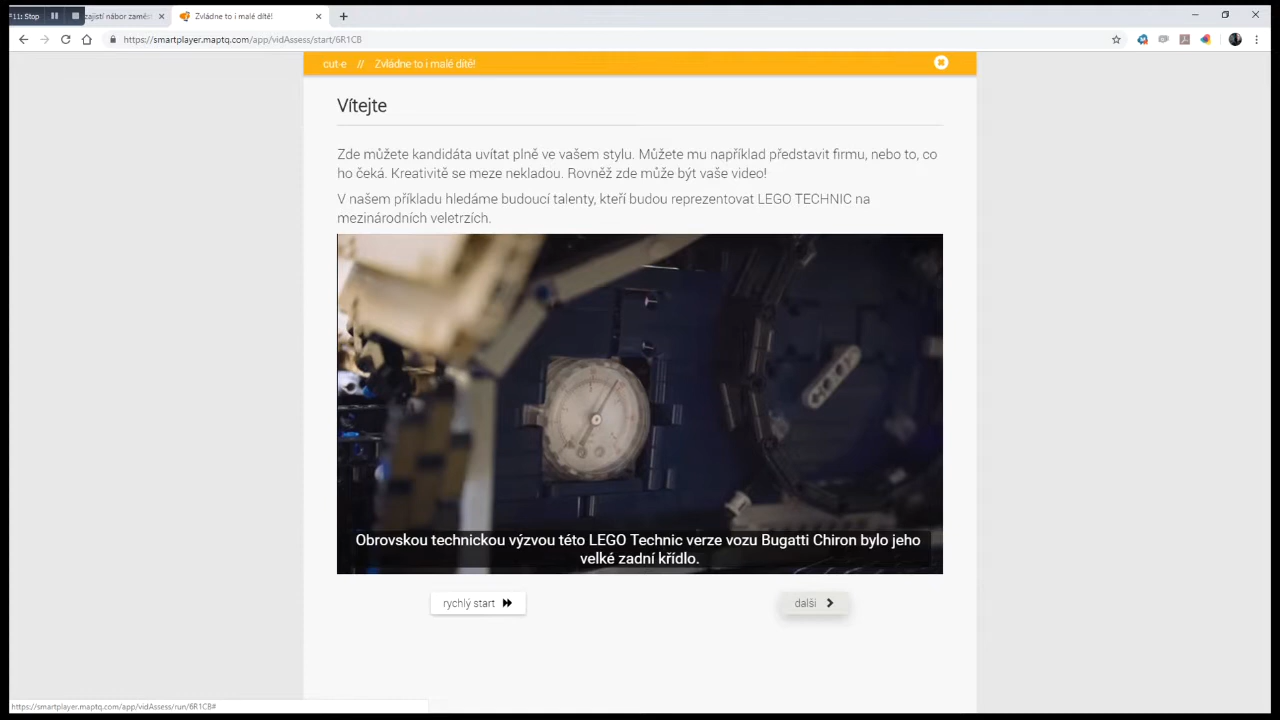 F11: Stop
zajistí nábor zaměst
Zvládne to i malé dítě!
https://smartplayer.maptq.com/app/vidAssess/start/6R1CB
cut-e // Zvládne to i malé dítě!
Vítejte
Zde můžete kandidáta uvítat plně ve vašem stylu. Můžete mu například představit firmu, nebo to, co
ho čeká. Kreativitě se meze nekladou. Rovněž zde může být vaše video!
V našem příkladu hledáme budoucí talenty, kteří budou reprezentovat LEGO TECHNIC na
mezinárodních veletrzích.
Obrovskou technickou výzvou této LEGO Technic verze vozu Bugatti Chiron bylo jeho
velké zadní křídlo.
rychlý start
další
https://smartplayer.maptq.com/app/vidAssess/run/6R1CB#